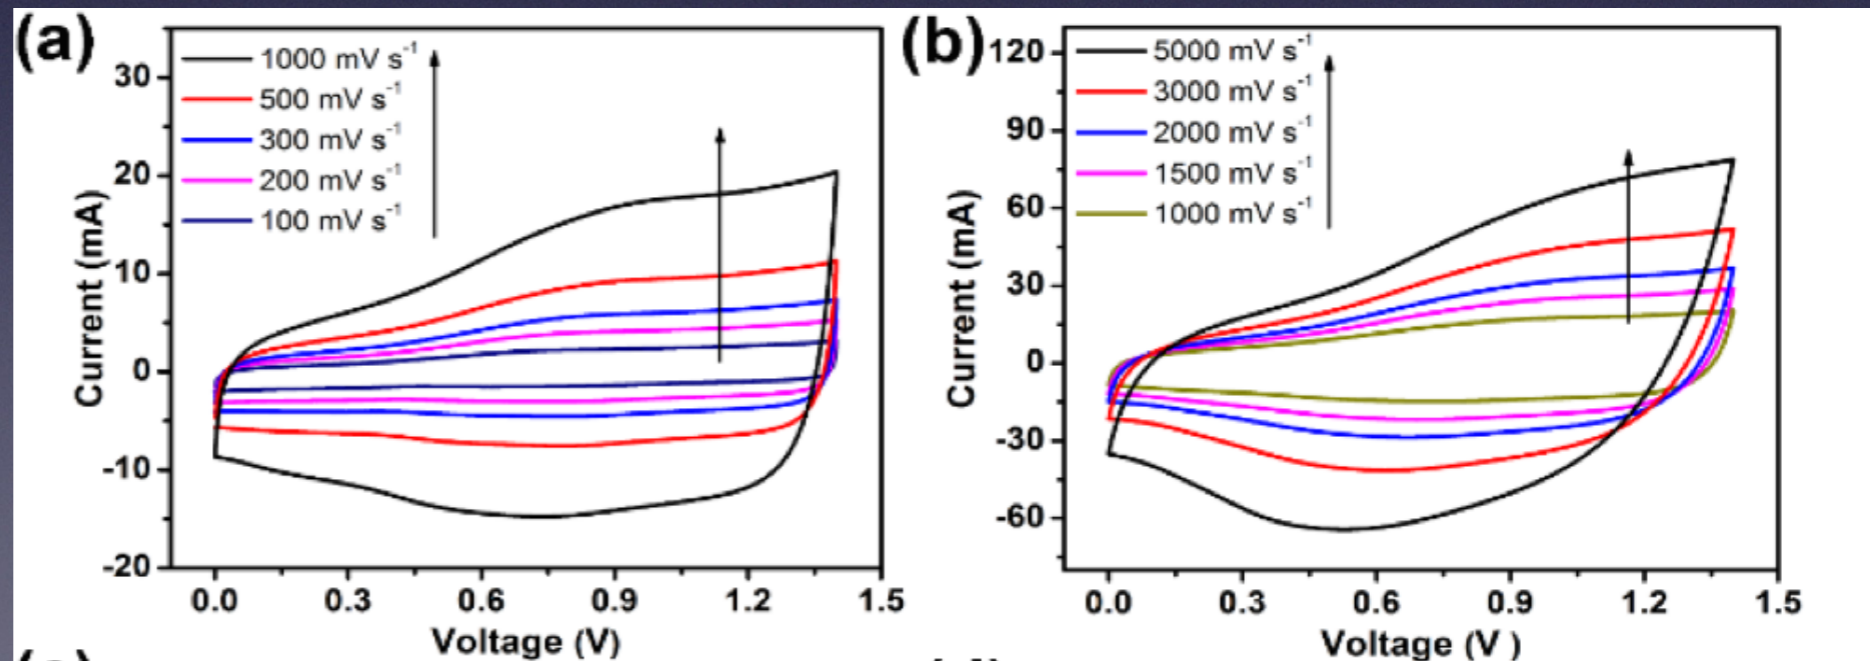 (a)
1000 mV s⁻¹
500 mV s⁻¹
300 mV s⁻¹
200 mV s⁻¹
100 mV s⁻¹
30
20
10
0
-10
-20
Current (mA)
0.0 0.3 0.6 0.9 1.2 1.5
Voltage (V)
(b)
5000 mV s⁻¹
3000 mV s⁻¹
2000 mV s⁻¹
1500 mV s⁻¹
1000 mV s⁻¹
120
90
60
30
0
-30
-60
Current (mA)
0.0 0.3 0.6 0.9 1.2 1.5
Voltage (V )